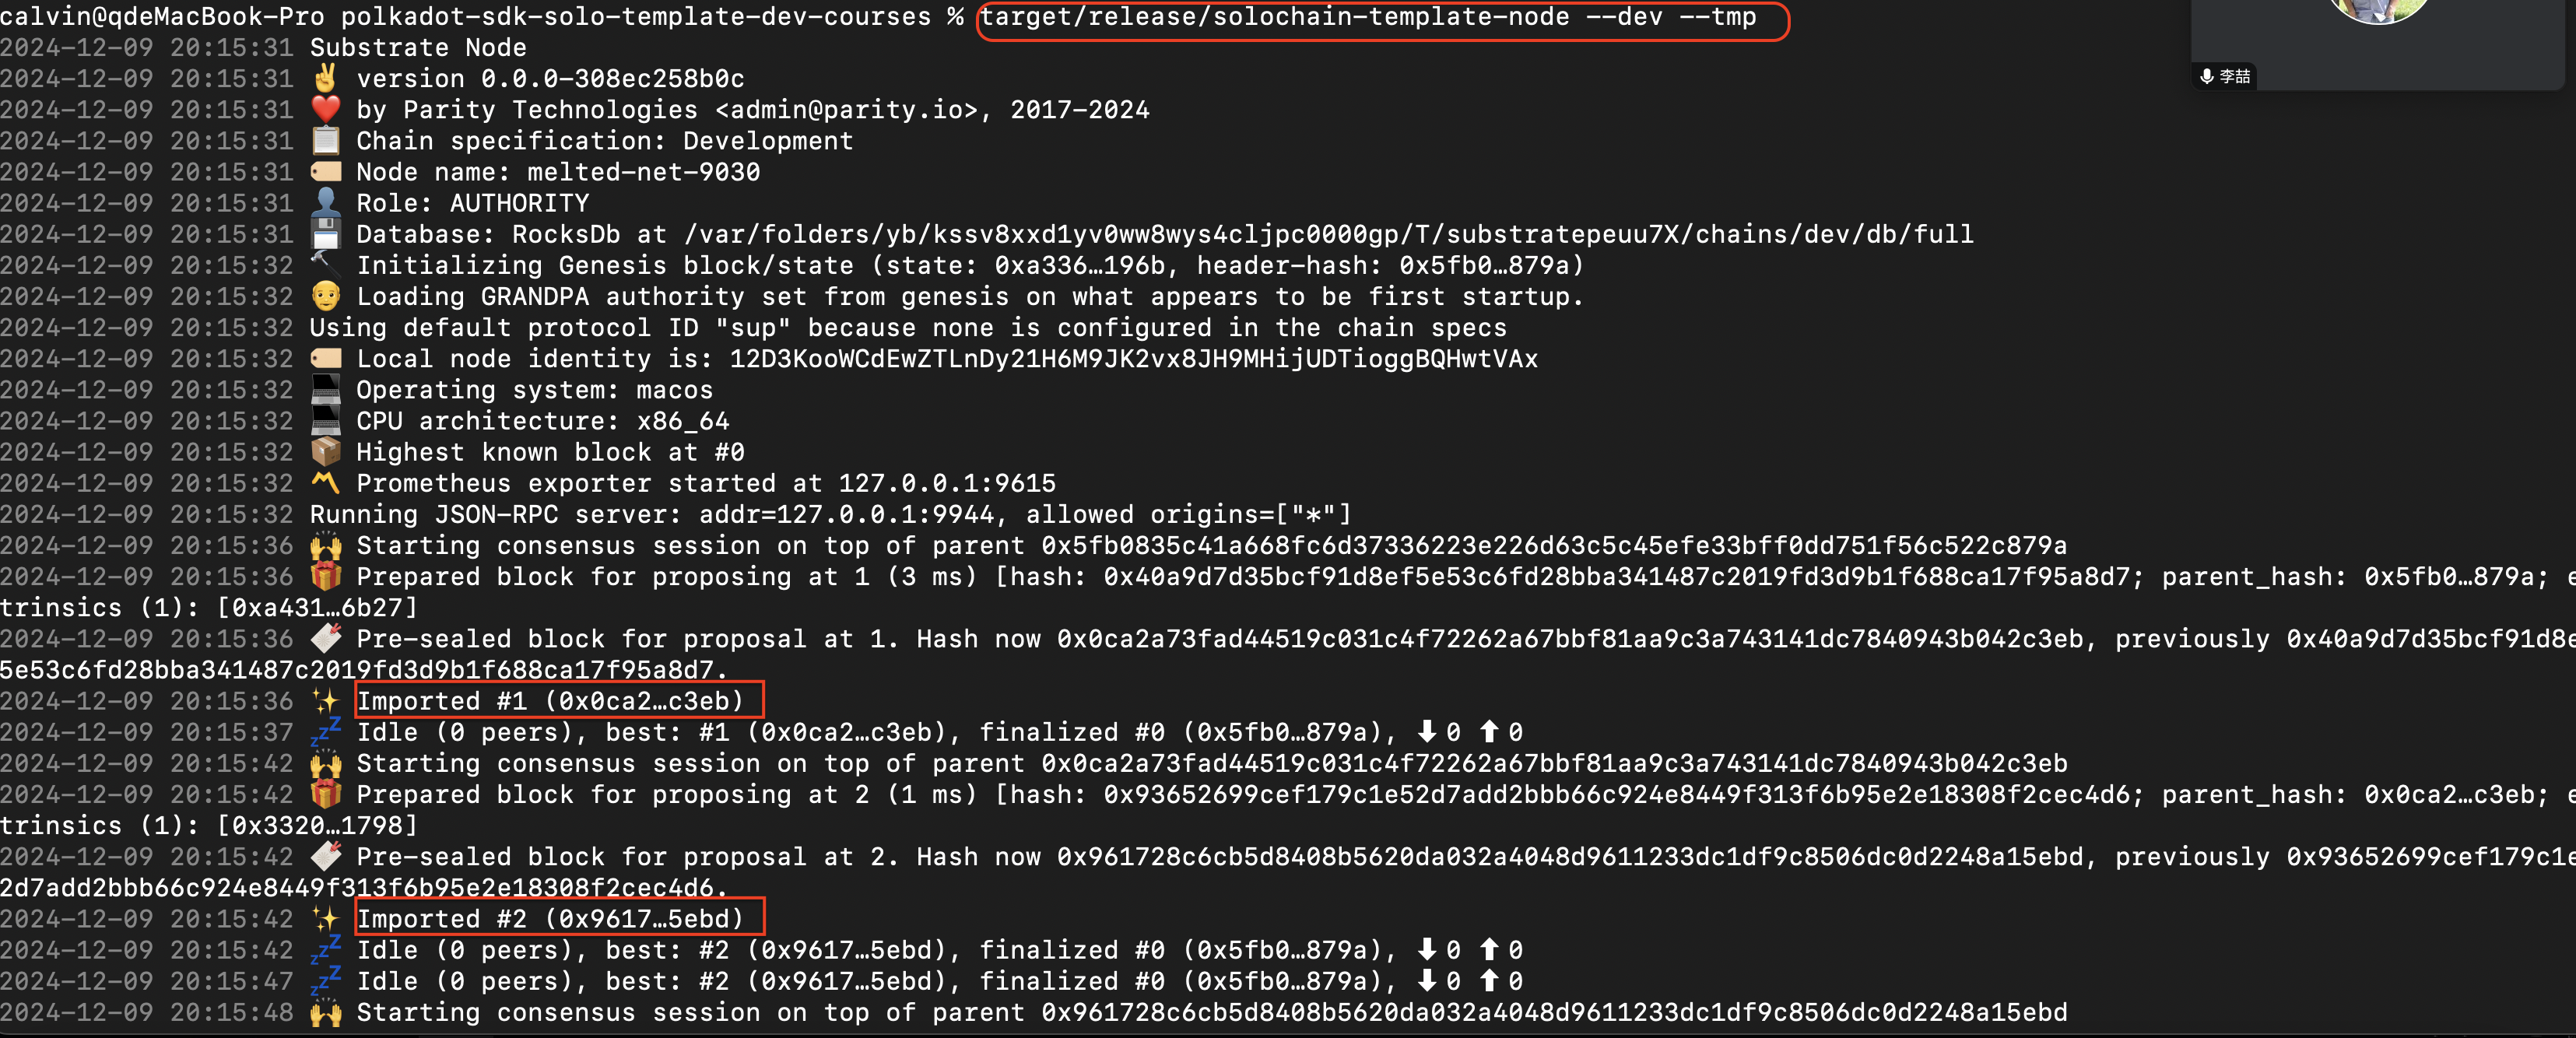 calvin@qdeMacBook-Pro polkadot-sdk-solo-template-dev-courses % target/release/solochain-template-node --dev --tmp
2024-12-09 20:15:31 Substrate Node
2024-12-09 20:15:31 ✌️ version 0.0.0-308ec258b0c
2024-12-09 20:15:31 ❤️ by Parity Technologies <admin@parity.io>, 2017-2024
2024-12-09 20:15:31 📋 Chain specification: Development
2024-12-09 20:15:31 🏷 Node name: melted-net-9030
2024-12-09 20:15:31 👤 Role: AUTHORITY
2024-12-09 20:15:31 💾 Database: RocksDb at /var/folders/yb/kssv8xxd1yv0ww8wys4cljpc0000gp/T/substratepeuu7X/chains/dev/db/full
2024-12-09 20:15:32 🔨 Initializing Genesis block/state (state: 0xa336…196b, header-hash: 0x5fb0…879a)
2024-12-09 20:15:32 👴 Loading GRANDPA authority set from genesis on what appears to be first startup.
2024-12-09 20:15:32 Using default protocol ID "sup" because none is configured in the chain specs
2024-12-09 20:15:32 🏷 Local node identity is: 12D3KooWCdEwZTLnDy21H6M9JK2vx8JH9MHijUDTioggBQHwtVAx
2024-12-09 20:15:32 💻 Operating system: macos
2024-12-09 20:15:32 💻 CPU architecture: x86_64
2024-12-09 20:15:32 📦 Highest known block at #0
2024-12-09 20:15:32 〽️ Prometheus exporter started at 127.0.0.1:9615
2024-12-09 20:15:32 Running JSON-RPC server: addr=127.0.0.1:9944, allowed origins=["*"]
2024-12-09 20:15:36 🙌 Starting consensus session on top of parent 0x5fb0835c41a668fc6d37336223e226d63c5c45efe33bff0dd751f56c522c879a
2024-12-09 20:15:36 🎁 Prepared block for proposing at 1 (3 ms) [hash: 0x40a9d7d35bcf91d8ef5e53c6fd28bba341487c2019fd3d9b1f688ca17f95a8d7; parent_hash: 0x5fb0…879a; e
trinsics (1): [0xa431…6b27]
2024-12-09 20:15:36 🔖 Pre-sealed block for proposal at 1. Hash now 0x0ca2a73fad44519c031c4f72262a67bbf81aa9c3a743141dc7840943b042c3eb, previously 0x40a9d7d35bcf91d8e
5e53c6fd28bba341487c2019fd3d9b1f688ca17f95a8d7.
2024-12-09 20:15:36 ✨ Imported #1 (0x0ca2…c3eb)
2024-12-09 20:15:37 💤 Idle (0 peers), best: #1 (0x0ca2…c3eb), finalized #0 (0x5fb0…879a), ⬇ 0 ⬆ 0
2024-12-09 20:15:42 🙌 Starting consensus session on top of parent 0x0ca2a73fad44519c031c4f72262a67bbf81aa9c3a743141dc7840943b042c3eb
2024-12-09 20:15:42 🎁 Prepared block for proposing at 2 (1 ms) [hash: 0x93652699cef179c1e52d7add2bbb66c924e8449f313f6b95e2e18308f2cec4d6; parent_hash: 0x0ca2…c3eb; e
trinsics (1): [0x3320…1798]
2024-12-09 20:15:42 🔖 Pre-sealed block for proposal at 2. Hash now 0x961728c6cb5d8408b5620da032a4048d9611233dc1df9c8506dc0d2248a15ebd, previously 0x93652699cef179c1e
2d7add2bbb66c924e8449f313f6b95e2e18308f2cec4d6.
2024-12-09 20:15:42 ✨ Imported #2 (0x9617…5ebd)
2024-12-09 20:15:42 💤 Idle (0 peers), best: #2 (0x9617…5ebd), finalized #0 (0x5fb0…879a), ⬇ 0 ⬆ 0
2024-12-09 20:15:47 💤 Idle (0 peers), best: #2 (0x9617…5ebd), finalized #0 (0x5fb0…879a), ⬇ 0 ⬆ 0
2024-12-09 20:15:48 🙌 Starting consensus session on top of parent 0x961728c6cb5d8408b5620da032a4048d9611233dc1df9c8506dc0d2248a15ebd
李喆